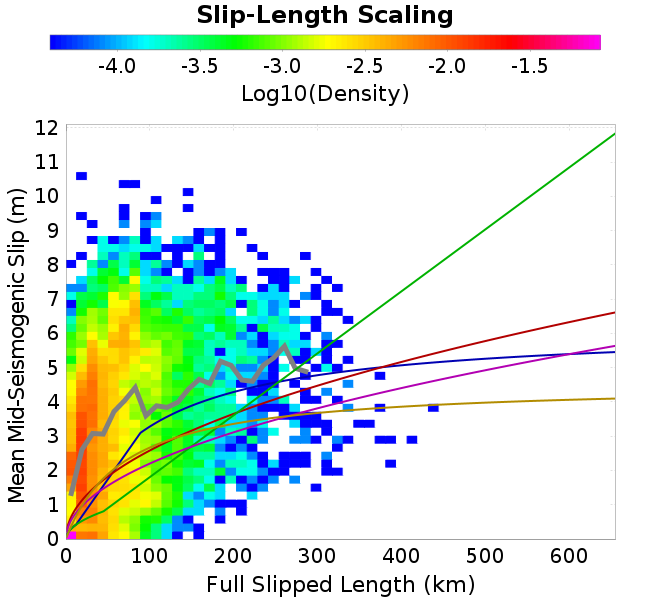 Slip-Length Scaling
-4.0 -3.5 -3.0 -2.5 -2.0 -1.5
Log10(Density)
12
11
10
9
8
7
6
5
4
3
2
1
0
Mean Mid-Seismogenic Slip (m)
0 100 200 300 400 500 600
Full Slipped Length (km)